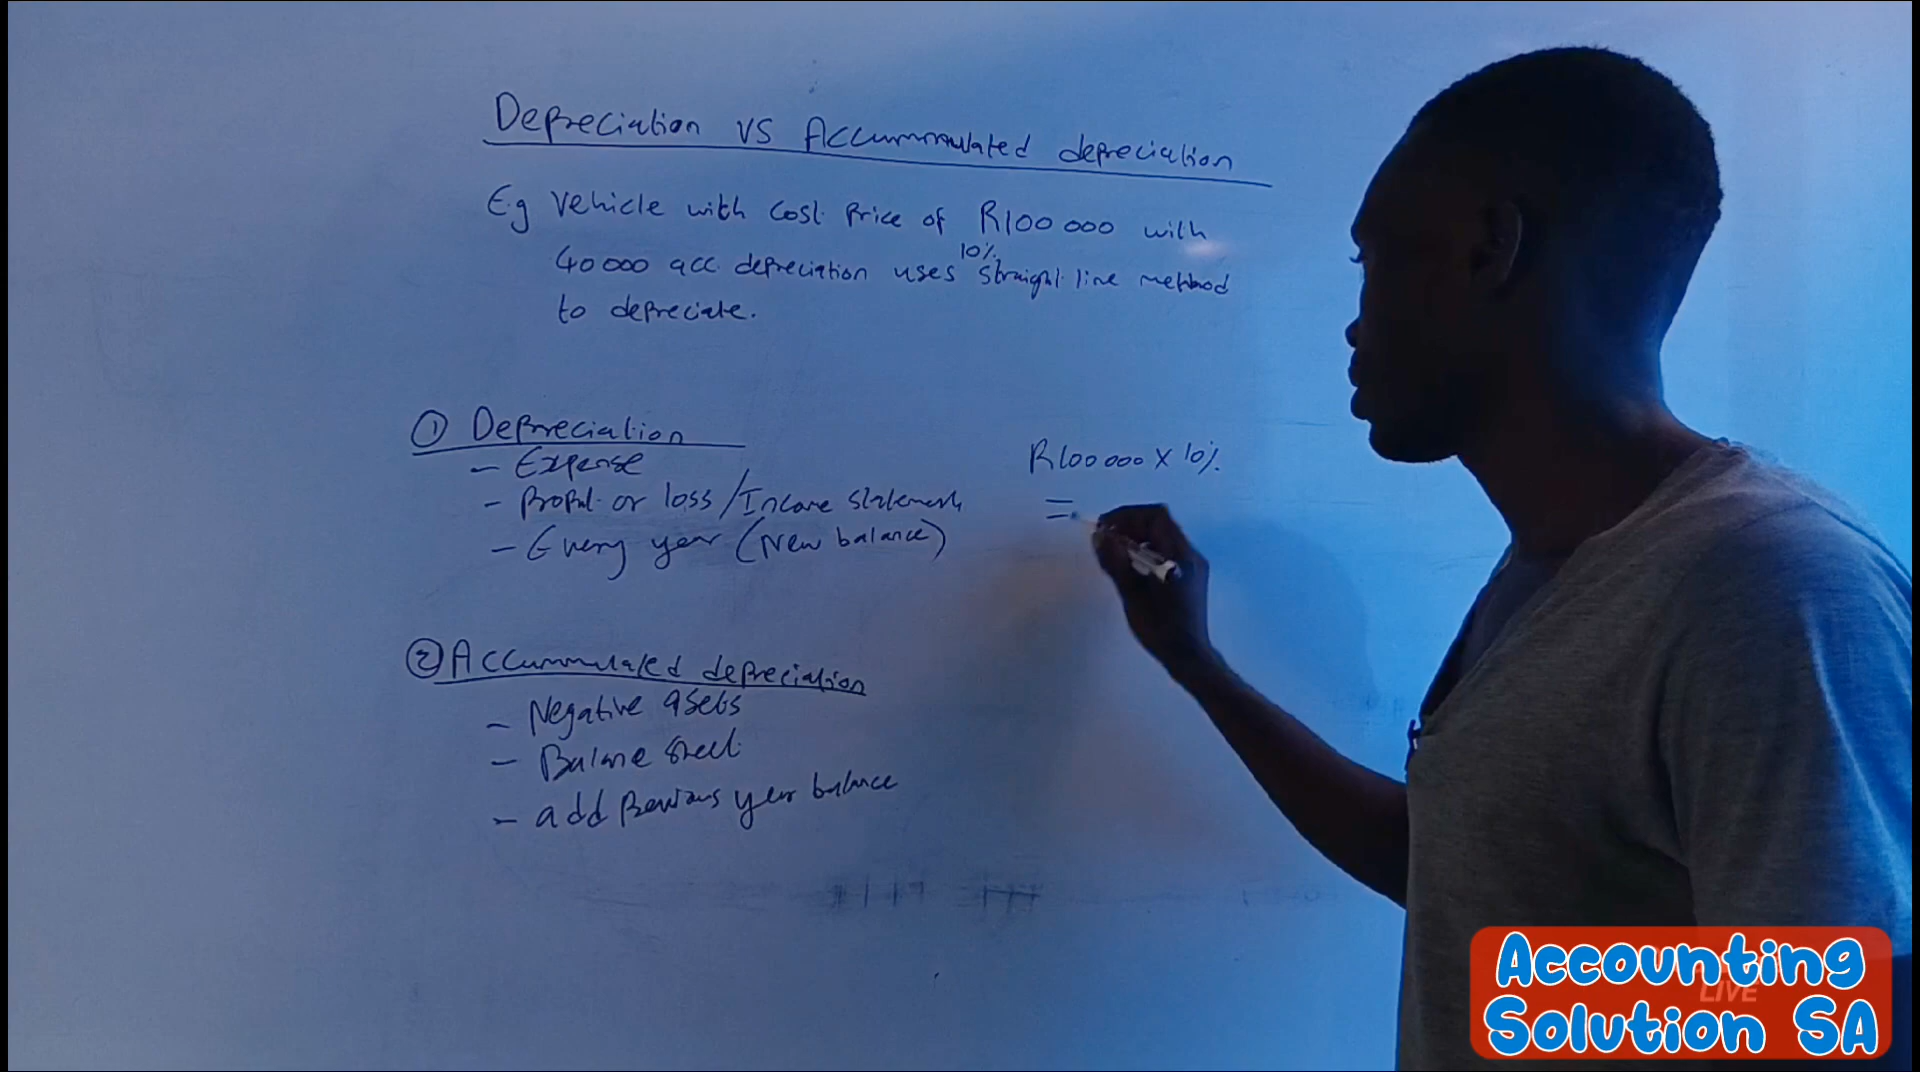 Depreciation vs Accummulated depreciation
E.g Vehicle with cost price of R100 000 with
10%
40 000 acc. depreciation uses straight line method
to depreciate.
① Depreciation
- Expense
- Profit or loss / Income statement
- Every year (New balance)
R100 000 X 10%
=
② Accummulated depreciation
- Negative assets
- Balance sheet
- add previous year balance
Accounting
LIVE
Solution SA